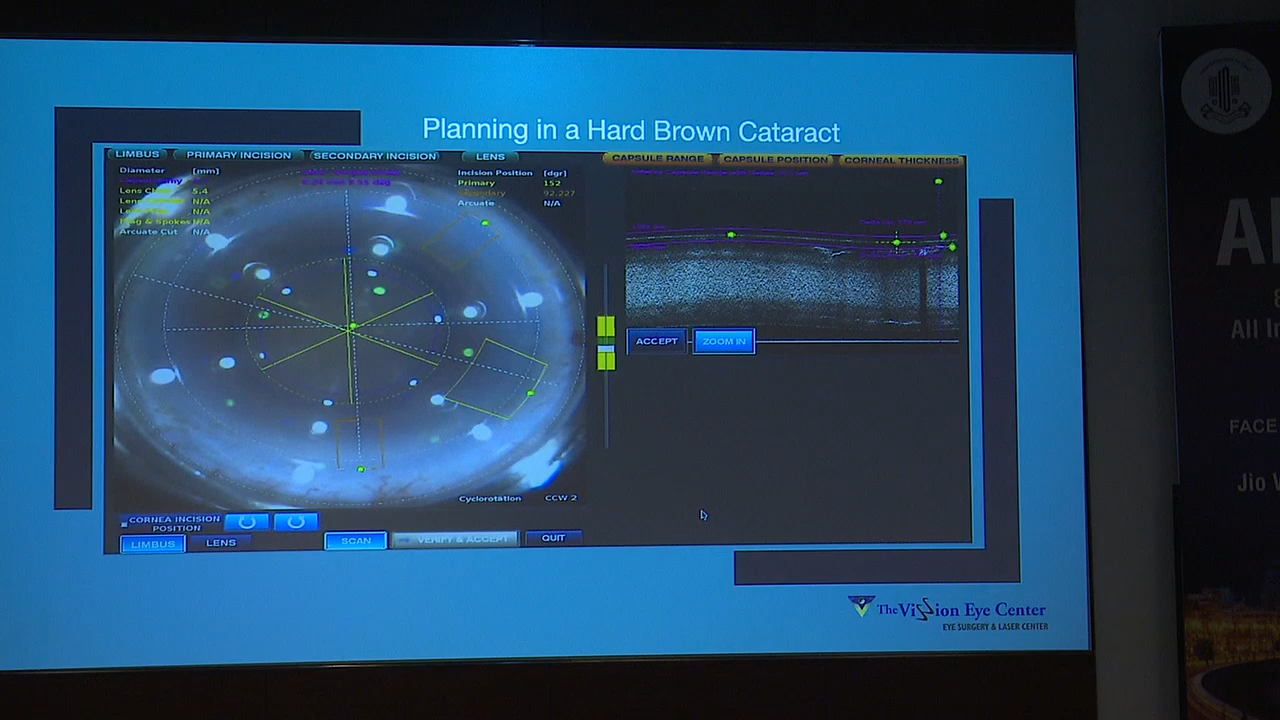 Planning in a Hard Brown Cataract
LIMBUS PRIMARY INCISION SECONDARY INCISION LENS
CAPSULE RANGE CAPSULE POSITION CORNEAL THICKNESS
Diameter [mm]
Lens 5.4
N/A
N/A
& Spokes N/A
Arcuate Cut N/A
Incision Position [dgr]
Primary 152
Secondary 92,227
Arcuate N/A
ACCEPT ZOOM IN
Cyclorotation CCW 2
CORNEA INCISION
POSITION
LIMBUS LENS SCAN VERIFY & ACCEPT QUIT
The Vission Eye Center
EYE SURGERY & LASER CENTER
All I
FACE
Jio